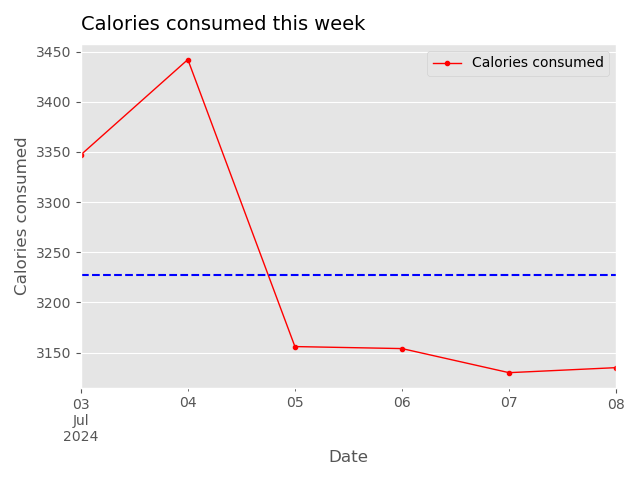 Calories consumed this week
Calories consumed
3450
3400
3350
3300
3250
3200
3150
Calories consumed
03 04 05 06 07 08
Jul
2024
Date